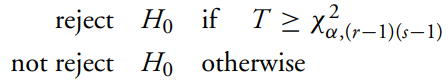 reject H₀ if T ≥ χ²_{α,(r−1)(s−1)}
not reject H₀ otherwise